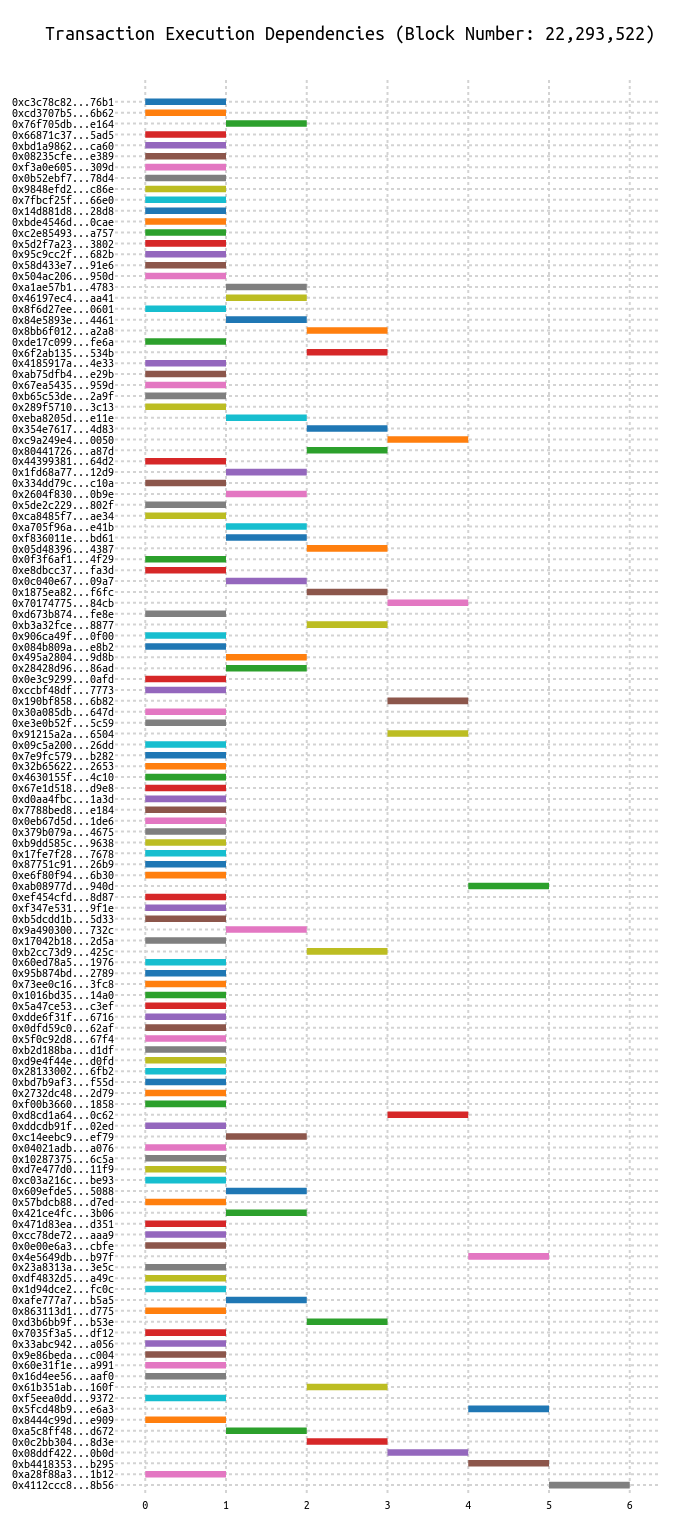 Transaction Execution Dependencies (Block Number: 22,293,522)
0xc3c78c82...76b1
0xcd3707b5...6b62
0x76f705db...e164
0x66871c37...5ad5
0xbd1a9862...ca60
0x08235cfe...e389
0xf3a0e605...309d
0x0b52ebf7...78d4
0x9848efd2...c86e
0x7fbcf25f...66e0
0x14d881d8...28d8
0xbde4546d...0cae
0xc2e85493...a757
0x5d2f7a23...3802
0x95c9cc2f...682b
0x58d433e7...91e6
0x504ac206...950d
0xa1ae57b1...4783
0x46197ec4...aa41
0x8f6d27ee...0601
0x84e5893e...4461
0x8bb6f012...a2a8
0xde17c099...fe6a
0x6f2ab135...534b
0x4185917a...4e33
0xab75dfb4...e29b
0x67ea5435...959d
0xb65c53de...2a9f
0x289f5710...3c13
0xeba8205d...e11e
0x354e7617...4d83
0xc9a249e4...0050
0x80441726...a87d
0x44399381...64d2
0x1fd68a77...12d9
0x334dd79c...c10a
0x2604f830...0b9e
0x5de2c229...802f
0xca8485f7...ae34
0xa705f96a...e41b
0xf836011e...bd61
0x05d48396...4387
0x0f3f6af1...4f29
0xe8dbcc37...fa3d
0x0c040e67...09a7
0x1875ea82...f6fc
0x70174775...84cb
0xd673b874...fe8e
0xb3a32fce...8877
0x906ca49f...0f00
0x084b809a...e8b2
0x495a2804...9d8b
0x28428d96...86ad
0x0e3c9299...0afd
0xccbf48df...7773
0x190bf858...6b82
0x30a085db...647d
0xe3e0b52f...5c59
0x91215a2a...6504
0x09c5a200...26dd
0x7e9fc579...b282
0x32b65622...2653
0x4630155f...4c10
0x67e1d518...d9e8
0xd0aa4fbc...1a3d
0x7788bed8...e184
0x0eb67d5d...1de6
0x379b079a...4675
0xb9dd585c...9638
0x17fe7f28...7678
0x87751c91...26b9
0xe6f80f94...6b30
0xab08977d...940d
0xef454cfd...8d87
0xf347e531...9f1e
0xb5dcdd1b...5d33
0x9a490300...732c
0x17042b18...2d5a
0xb2cc73d9...425c
0x60ed78a5...1976
0x95b874bd...2789
0x73ee0c16...3fc8
0x1016bd35...14a0
0x5a47ce53...c3ef
0xdde6f31f...6716
0x0dfd59c0...62af
0x5f0c92d8...67f4
0xb2d188ba...d1df
0xd9e4f44e...d0fd
0x28133002...6fb2
0xbd7b9af3...f55d
0x2732dc48...2d79
0xf00b3660...1858
0xd8cd1a64...0c62
0xddcdb91f...02ed
0xc14eebc9...ef79
0x04021adb...a076
0x10287375...6c5a
0xd7e477d0...11f9
0xc03a216c...be93
0x609efde5...5088
0x57bdcb88...d7ed
0x421ce4fc...3b06
0x471d83ea...d351
0xcc78de72...aaa9
0x0e00e6a3...cbfe
0x4e5649db...b97f
0x23a8313a...3e5c
0xdf4832d5...a49c
0x1d94dce2...fc0c
0xafe777a7...b5a5
0x863113d1...d775
0xd3b6bb9f...b53e
0x7035f3a5...df12
0x33abc942...a056
0x9e86beda...c004
0x60e31f1e...a991
0x16d4ee56...aaf0
0x61b351ab...160f
0xf5eea0dd...9372
0x5fcd48b9...e6a3
0x8444c99d...e909
0xa5c8ff48...d672
0x0c2bb304...8d3e
0x08ddf422...0b0d
0xb4418353...b295
0xa28f88a3...1b12
0x4112ccc8...8b56
0 1 2 3 4 5 6